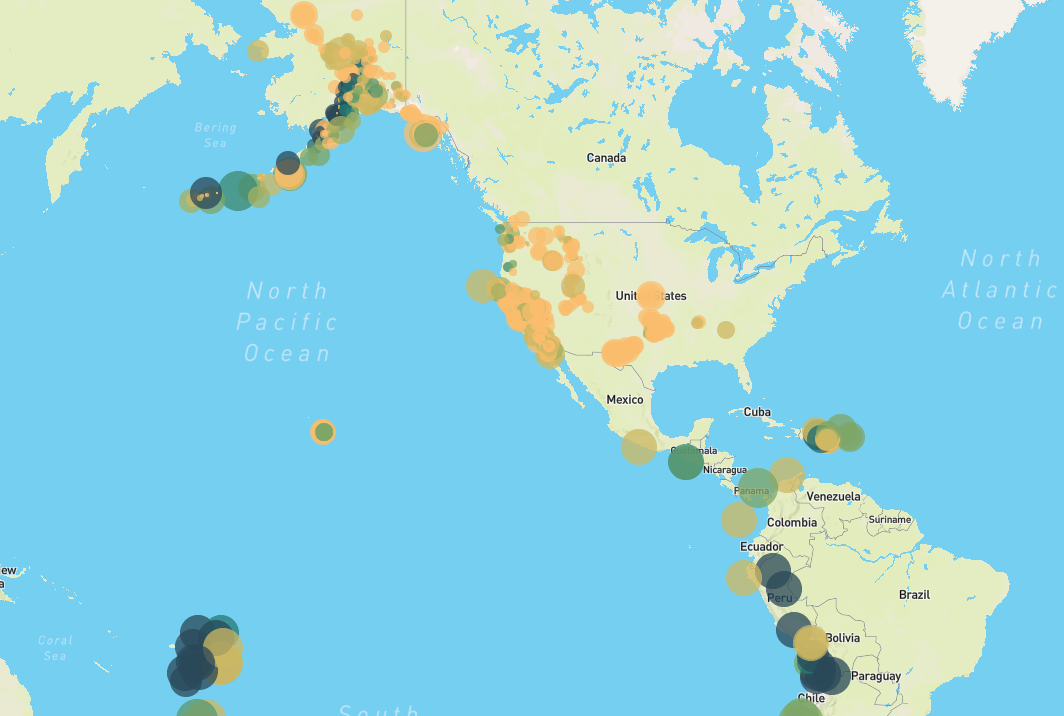 Bering
Sea
Canada
North
Pacific
Ocean
United States
North
Atlantic
Ocean
Mexico
Cuba
Guatemala
Nicaragua
Panama
Venezuela
Suriname
Colombia
Ecuador
ew
a
Peru
Brazil
Coral
Sea
Bolivia
Paraguay
Chile
South